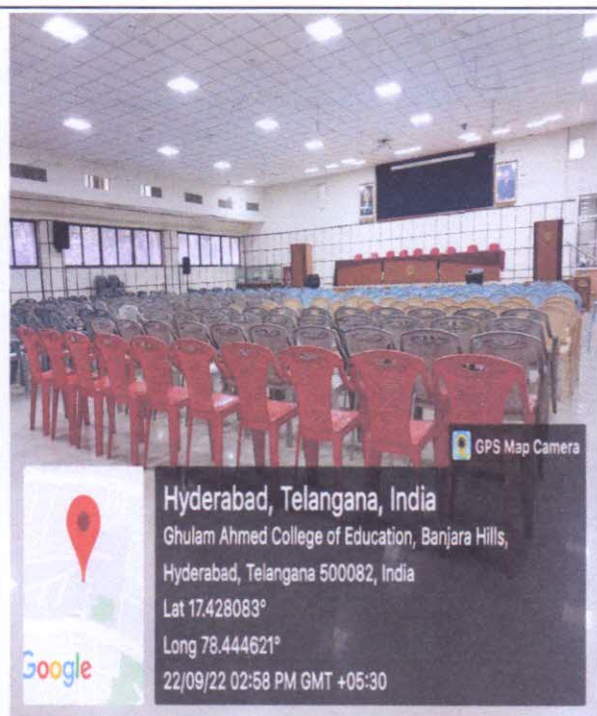 GPS Map Camera
Hyderabad, Telangana, India
Ghulam Ahmed College of Education, Banjara Hills,
Hyderabad, Telangana 500082, India
Lat 17.428083°
Long 78.444621°
22/09/22 02:58 PM GMT +05:30
Google